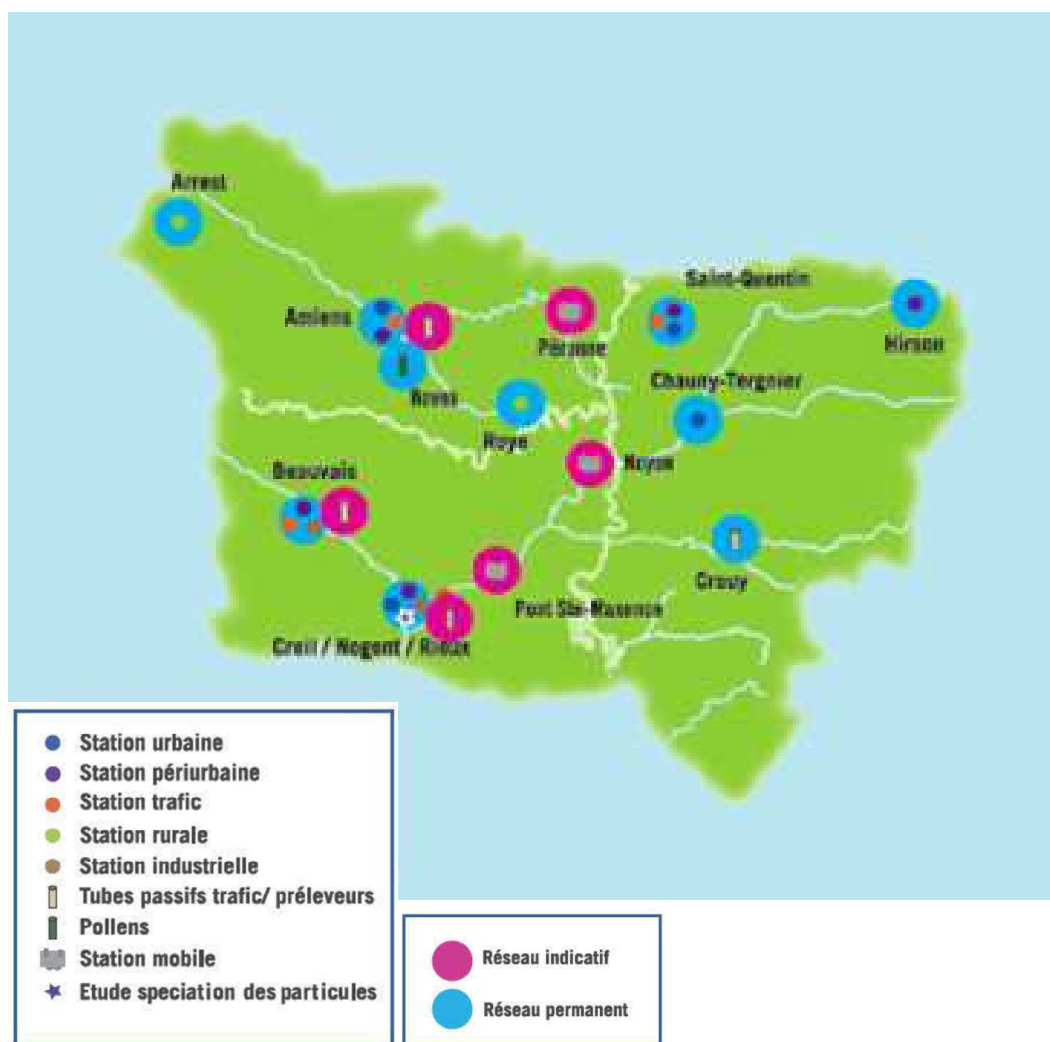 Arrest
Saint-Quentin
Amiens
Péronne
Hirson
Chauny-Tergnier
Boves
Roye
Noyon
Beauvais
Crouy
Pont Ste-Maxence
Creil / Nogent / Rieux
Station urbaine
Station périurbaine
Station trafic
Station rurale
Station industrielle
Tubes passifs trafic/ préleveurs
Pollens
Station mobile
Etude speciation des particules
Réseau indicatif
Réseau permanent